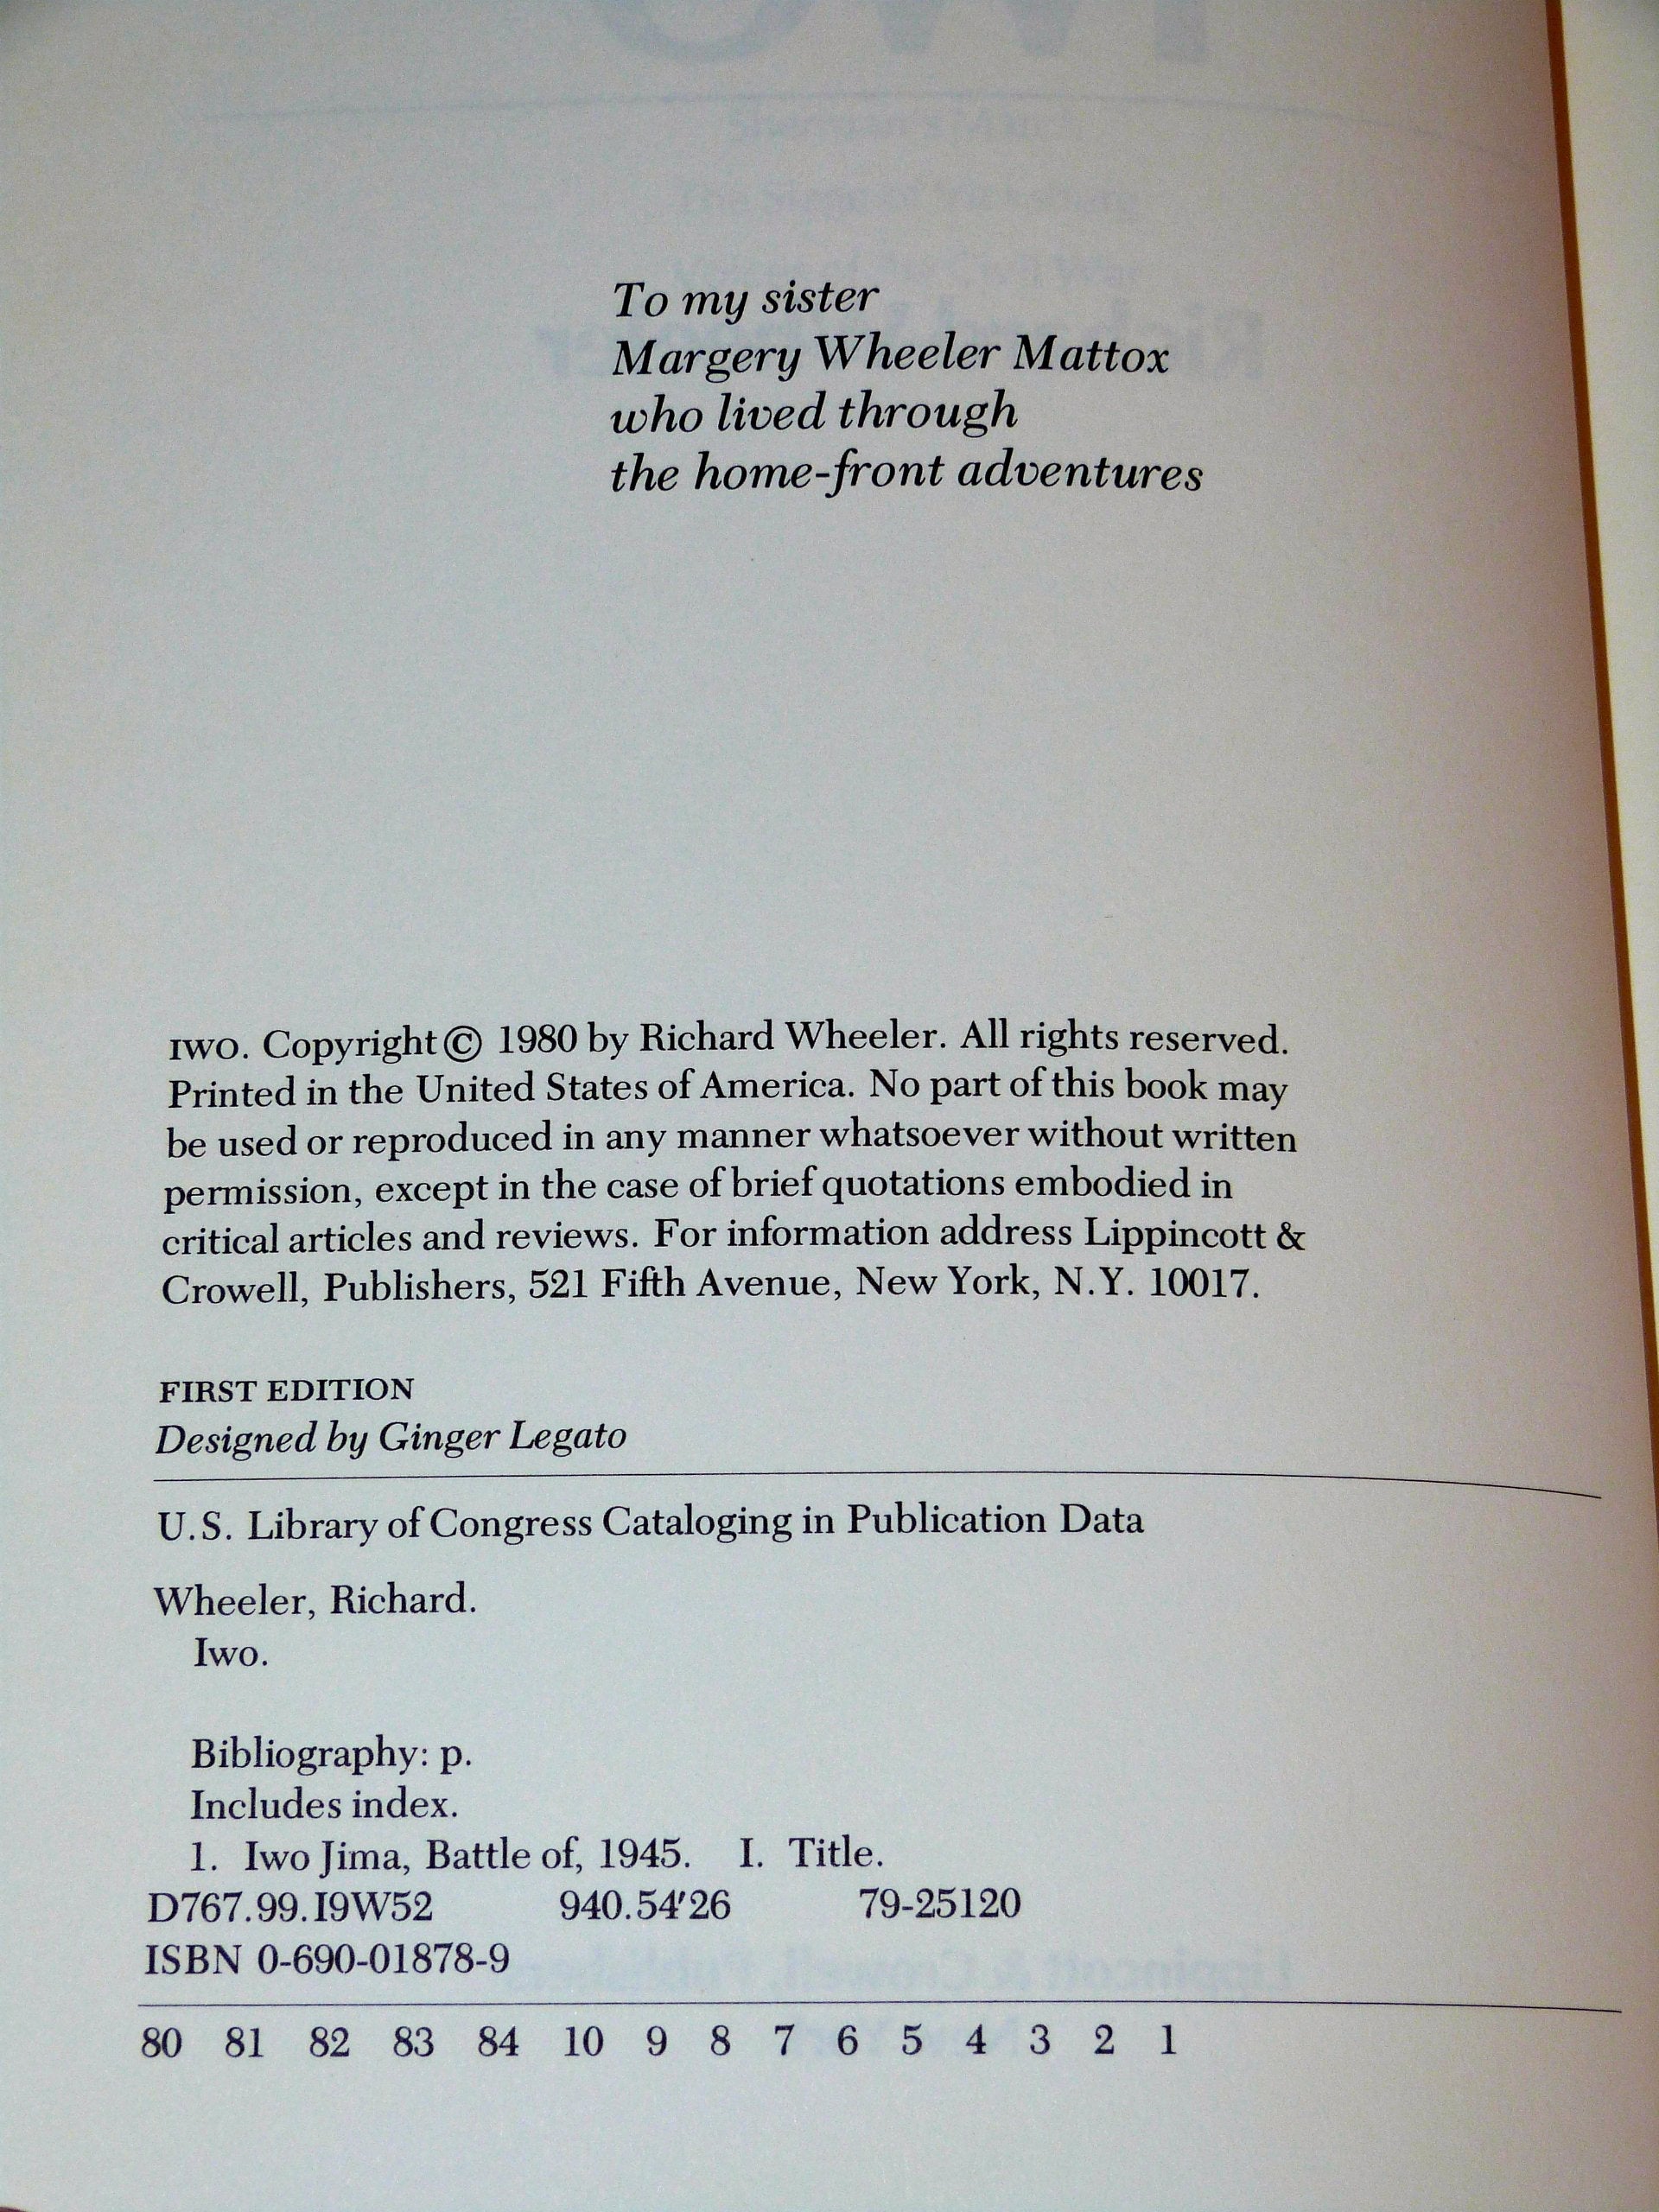 To my sister
Margery Wheeler Mattox
who lived through
the home-front adventures
IWO. Copyright © 1980 by Richard Wheeler. All rights reserved.
Printed in the United States of America. No part of this book may
be used or reproduced in any manner whatsoever without written
permission, except in the case of brief quotations embodied in
critical articles and reviews. For information address Lippincott &
Crowell, Publishers, 521 Fifth Avenue, New York, N.Y. 10017.
FIRST EDITION
Designed by Ginger Legato
U.S. Library of Congress Cataloging in Publication Data
Wheeler, Richard.
Iwo.
Bibliography: p.
Includes index.
1. Iwo Jima, Battle of, 1945. I. Title.
D767.99.I9W52 940.54'26 79-25120
ISBN 0-690-01878-9
80 81 82 83 84 10 9 8 7 6 5 4 3 2 1